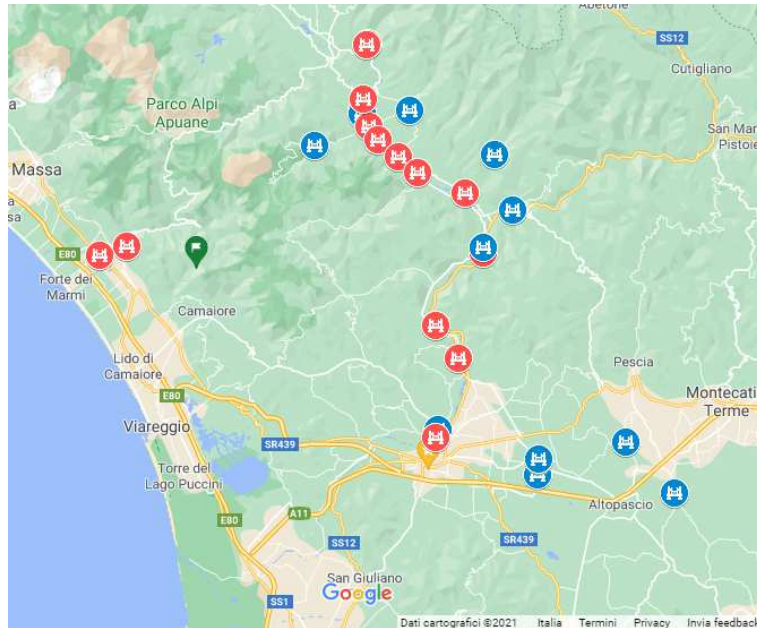 Abetone
SS12
Cutigliano
Parco Alpi
Apuane
San Mar
Pistoie
Massa
E80
Forte dei
Marmi
Camaiore
Lido di
Camaiore
Pescia
E80
Montecati
Terme
Viareggio
SR439
Torre del
Lago Puccini
Altopascio
A11
E80
SS12
SR439
San Giuliano
Google
SS1
Dati cartografici ©2021 Italia Termini Privacy Invia feedback